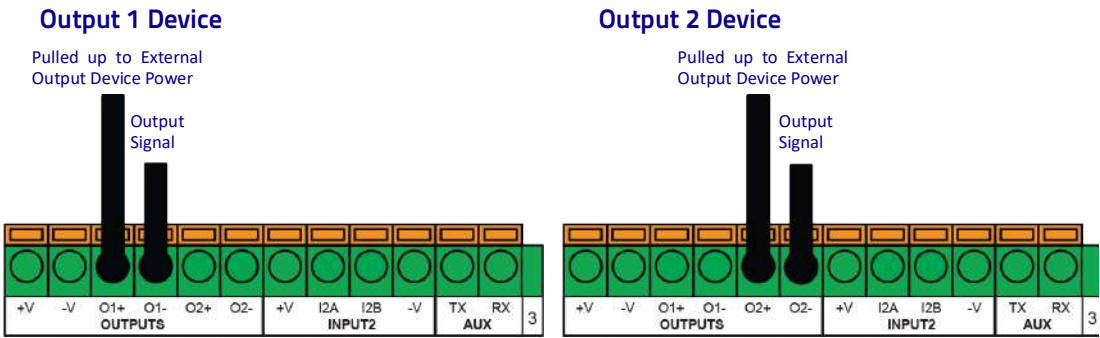 Output 1 Device
Pulled up to External
Output Device Power
Output
Signal
+V -V O1+ O1- O2+ O2- +V I2A I2B -V TX RX
OUTPUTS INPUT2 AUX 3
Output 2 Device
Pulled up to External
Output Device Power
Output
Signal
+V -V O1+ O1- O2+ O2- +V I2A I2B -V TX RX
OUTPUTS INPUT2 AUX 3